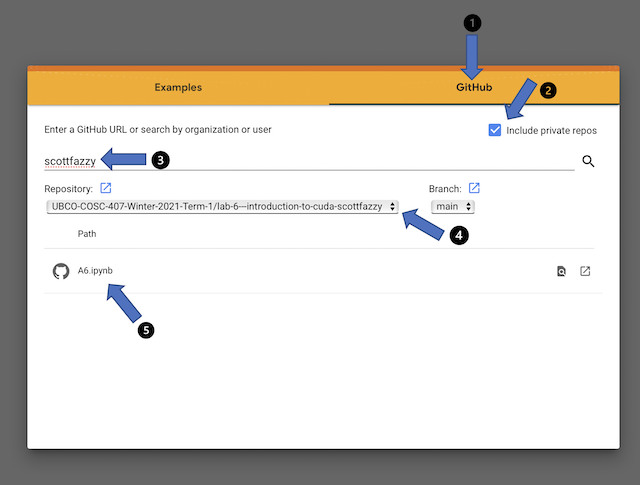 1
Examples
GitHub
2
Enter a GitHub URL or search by organization or user
Include private repos
scottfazzy
3
Repository:
Branch:
UBCO-COSC-407-Winter-2021-Term-1/lab-6---introduction-to-cuda-scottfazzy
main
4
Path
A6.ipynb
5